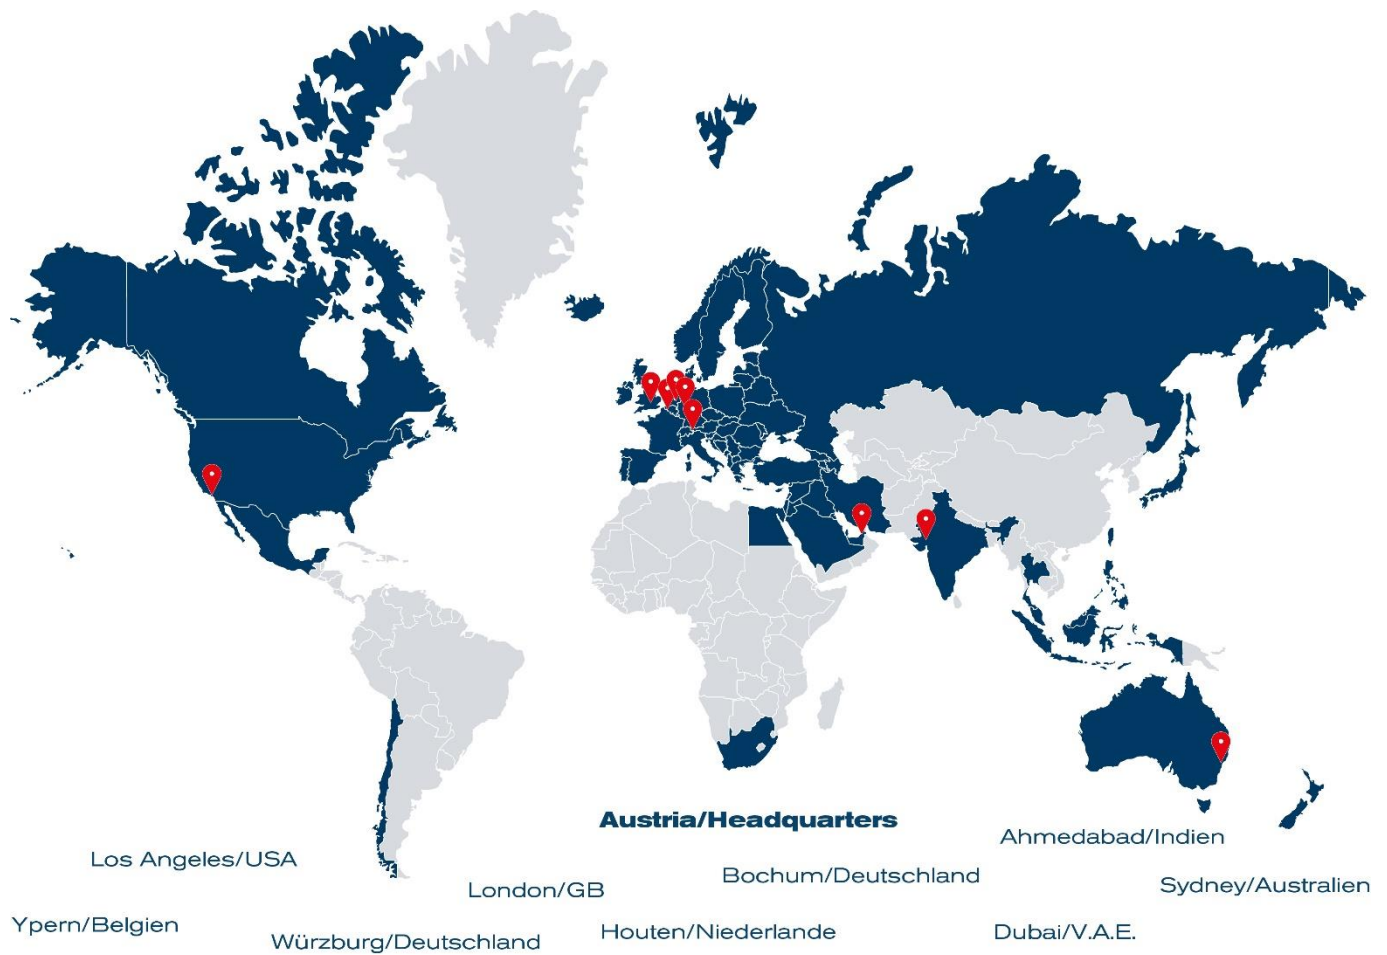 Austria/Headquarters
Ahmedabad/Indien
Los Angeles/USA
London/GB
Bochum/Deutschland
Sydney/Australien
Ypern/Belgien
Würzburg/Deutschland
Houten/Niederlande
Dubai/V.A.E.